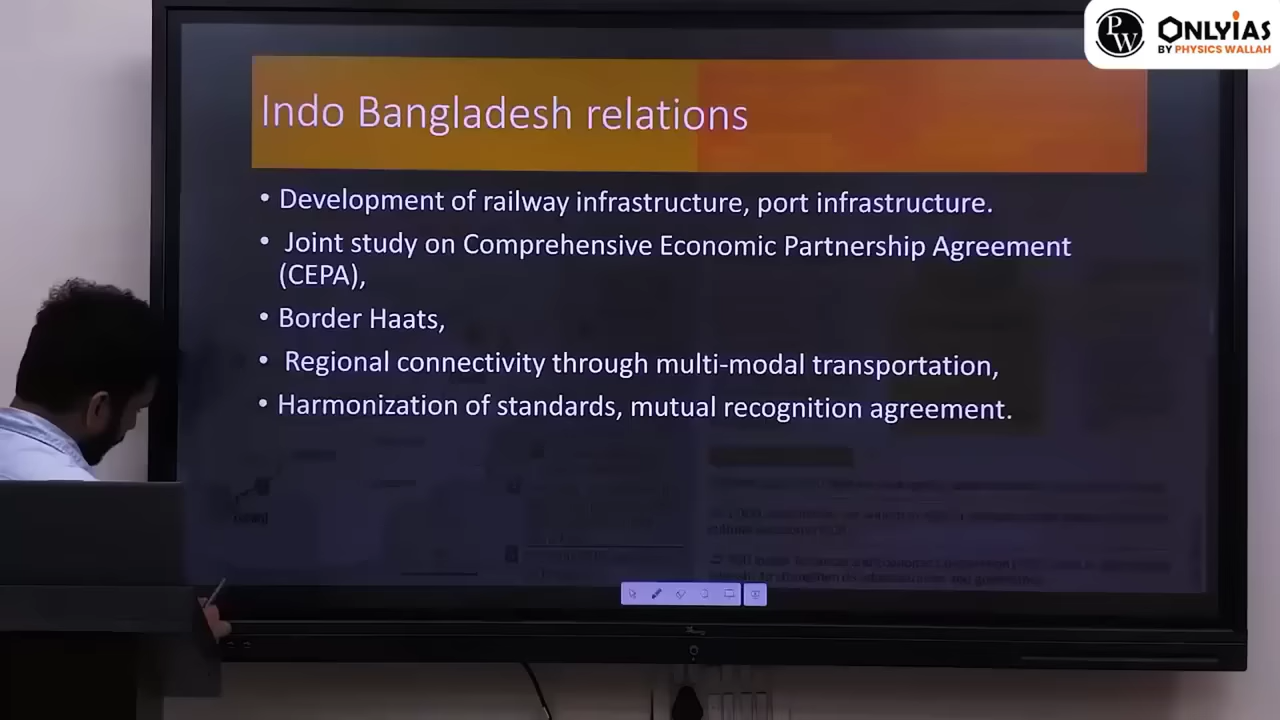 PW
ONLYIAS
BY PHYSICS WALLAH
Indo Bangladesh relations
• Development of railway infrastructure, port infrastructure.
• Joint study on Comprehensive Economic Partnership Agreement
(CEPA),
• Border Haats,
• Regional connectivity through multi-modal transportation,
• Harmonization of standards, mutual recognition agreement.